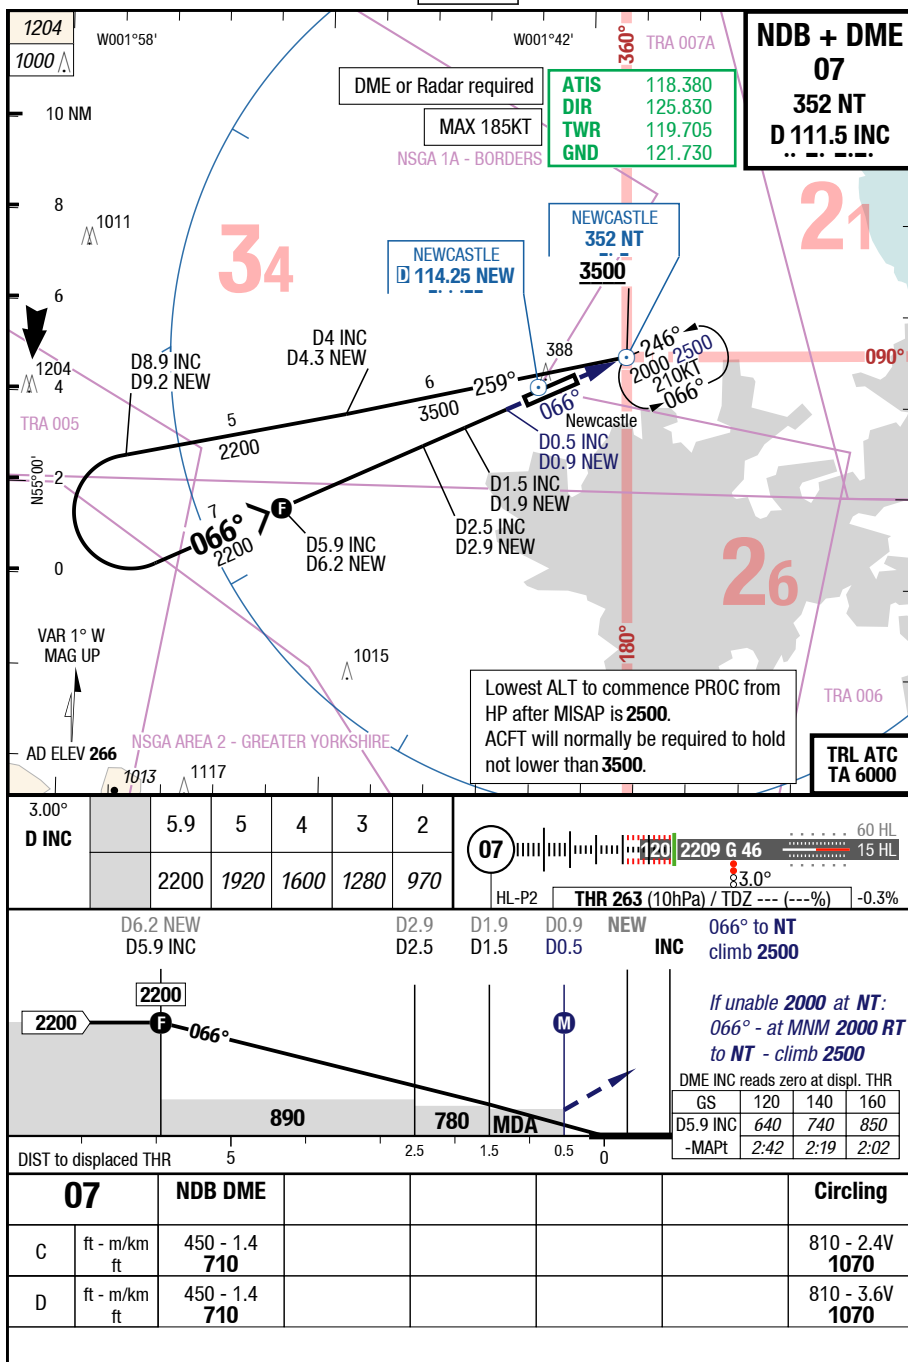 1204
1000
W001°58'
W001°42'
360°
TRA 007A
NDB + DME
07
352 NT
D 111.5 INC
DME or Radar required
MAX 185KT
ATIS 118.380
DIR 125.830
TWR 119.705
GND 121.730
NSGA 1A - BORDERS
10 NM
8
6
4
2
0
1011
34
21
NEWCASTLE
352 NT
3500
NEWCASTLE
D 114.25 NEW
1204
D8.9 INC
D9.2 NEW
D4 INC
D4.3 NEW
388
246°
2000 2500
210KT
066°
090°
6
259°
3500
5
2200
066°
Newcastle
TRA 005
D0.5 INC
D0.9 NEW
D1.5 INC
D1.9 NEW
D2.5 INC
D2.9 NEW
N55°00'
7
066°
2200
F
D5.9 INC
D6.2 NEW
26
180°
VAR 1° W
MAG UP
1015
TRA 006
Lowest ALT to commence PROC from
HP after MISAP is 2500.
ACFT will normally be required to hold
not lower than 3500.
AD ELEV 266
NSGA AREA 2 - GREATER YORKSHIRE
1013
1117
TRL ATC
TA 6000
3.00°
D INC
5.9 5 4 3 2
2200 1920 1600 1280 970
07
120 2209 G 46
60 HL
15 HL
3.0°
HL-P2
THR 263 (10hPa) / TDZ --- (---%)
-0.3%
D6.2 NEW D2.9 D1.9 D0.9 NEW
D5.9 INC D2.5 D1.5 D0.5 INC
066° to NT
climb 2500
2200
2200
F
066°
M
If unable 2000 at NT:
066° - at MNM 2000 RT
to NT - climb 2500
DME INC reads zero at displ. THR
GS 120 140 160
D5.9 INC 640 740 850
-MAPt 2:42 2:19 2:02
890
780
MDA
DIST to displaced THR
5
2.5
1.5
0.5
0
07 NDB DME Circling
C ft - m/km 450 - 1.4 810 - 2.4V
ft 710 1070
D ft - m/km 450 - 1.4 810 - 3.6V
ft 710 1070